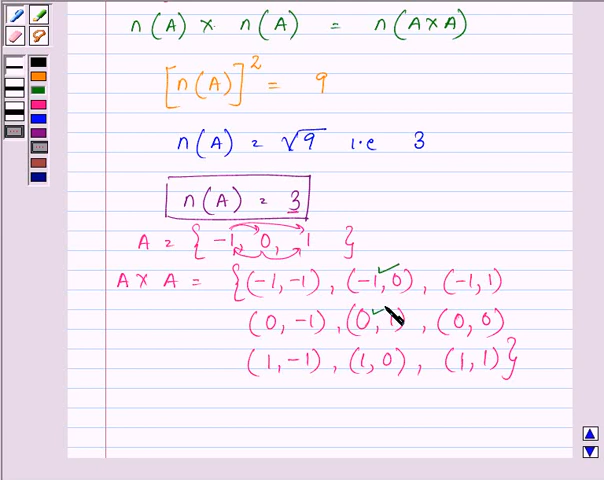 n(A) × n(A) = n(A×A)
[n(A)]² = 9
n(A) = √9 i.e 3
n(A) = 3
A = { -1, 0, 1 }
A × A = {(-1,-1), (-1,0), (-1,1)
(0,-1), (0,1), (0,0)
(1,-1), (1,0), (1,1)}